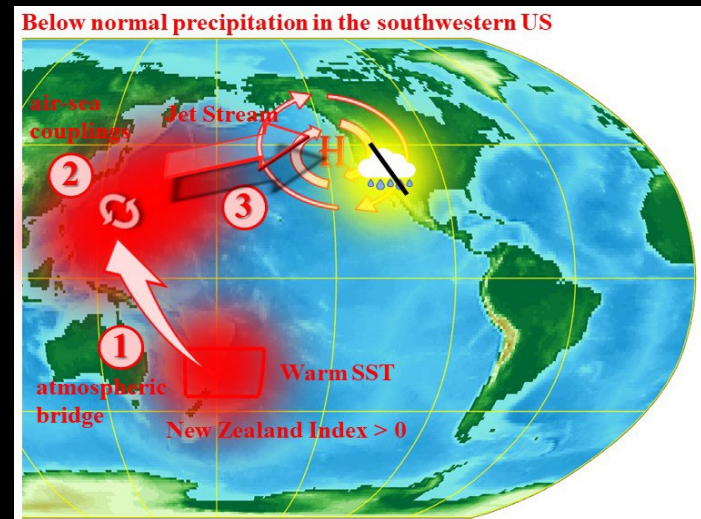 Below normal precipitation in the southwestern US
air-sea
couplings
Jet Stream
H
2
3
1
Warm SST
atmospheric
bridge
New Zealand Index > 0